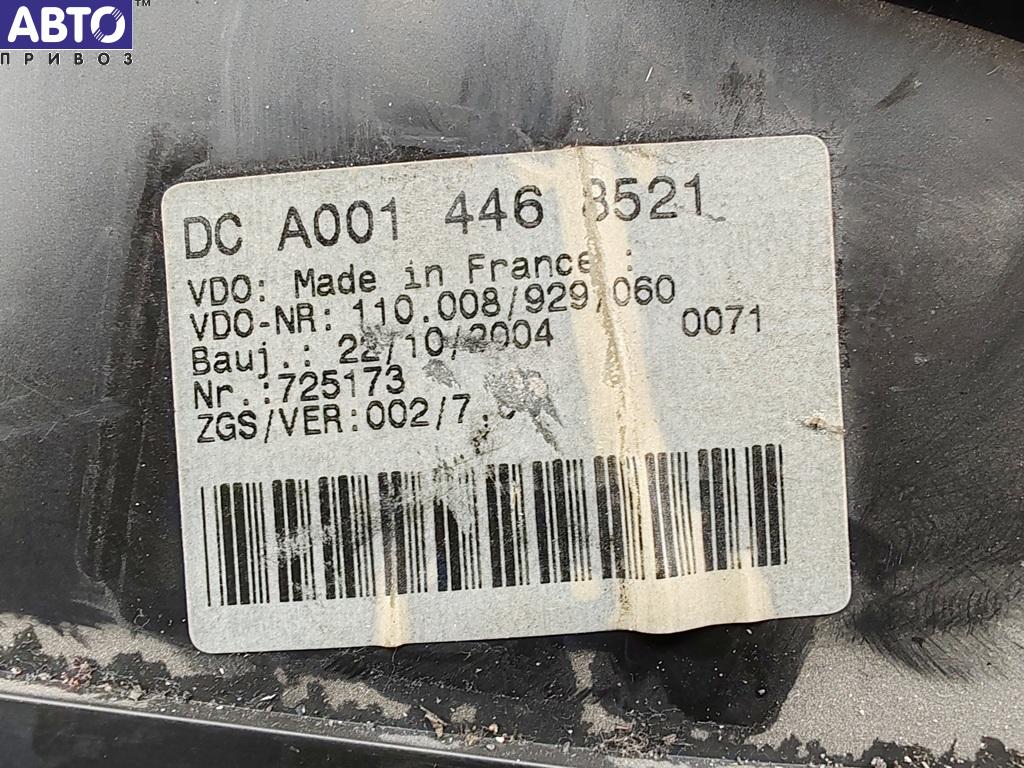 АВТО™
ПРИВОЗ
DC A001 446 8521
VDO: Made in France :
VDO-NR: 110.008/929/060
0071
Bauj.: 22/10/2004
Nr.:725173
ZGS/VER:002/7.